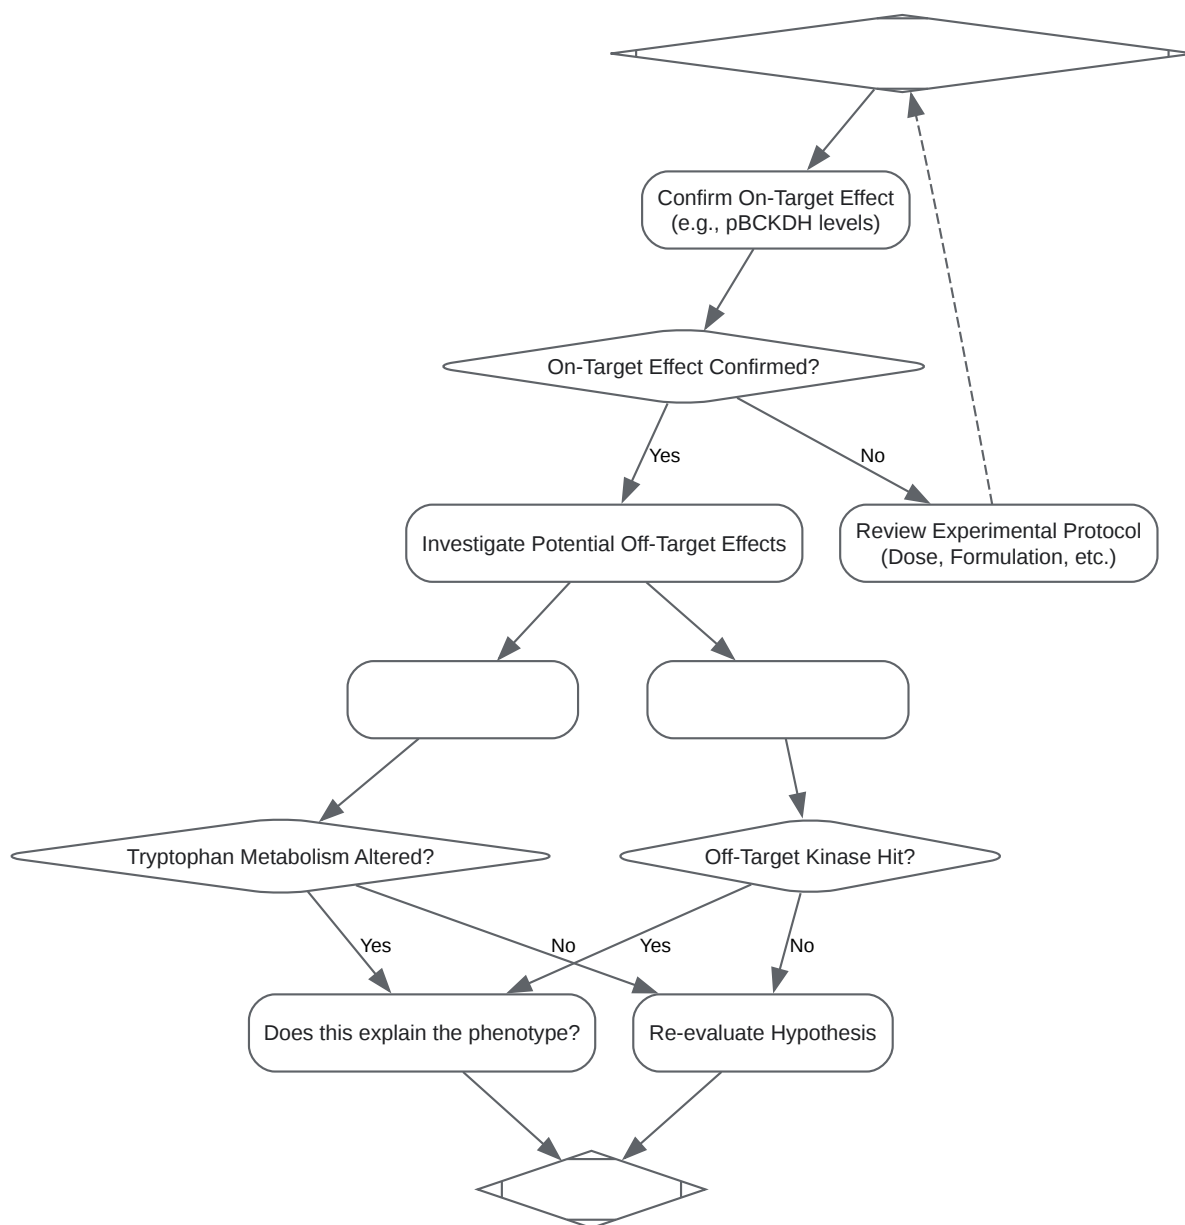 Confirm On-Target Effect
(e.g., pBCKDH levels)
On-Target Effect Confirmed?
Yes
No
Investigate Potential Off-Target Effects
Review Experimental Protocol
(Dose, Formulation, etc.)
Tryptophan Metabolism Altered?
Off-Target Kinase Hit?
Yes
No
Yes
No
Does this explain the phenotype?
Re-evaluate Hypothesis